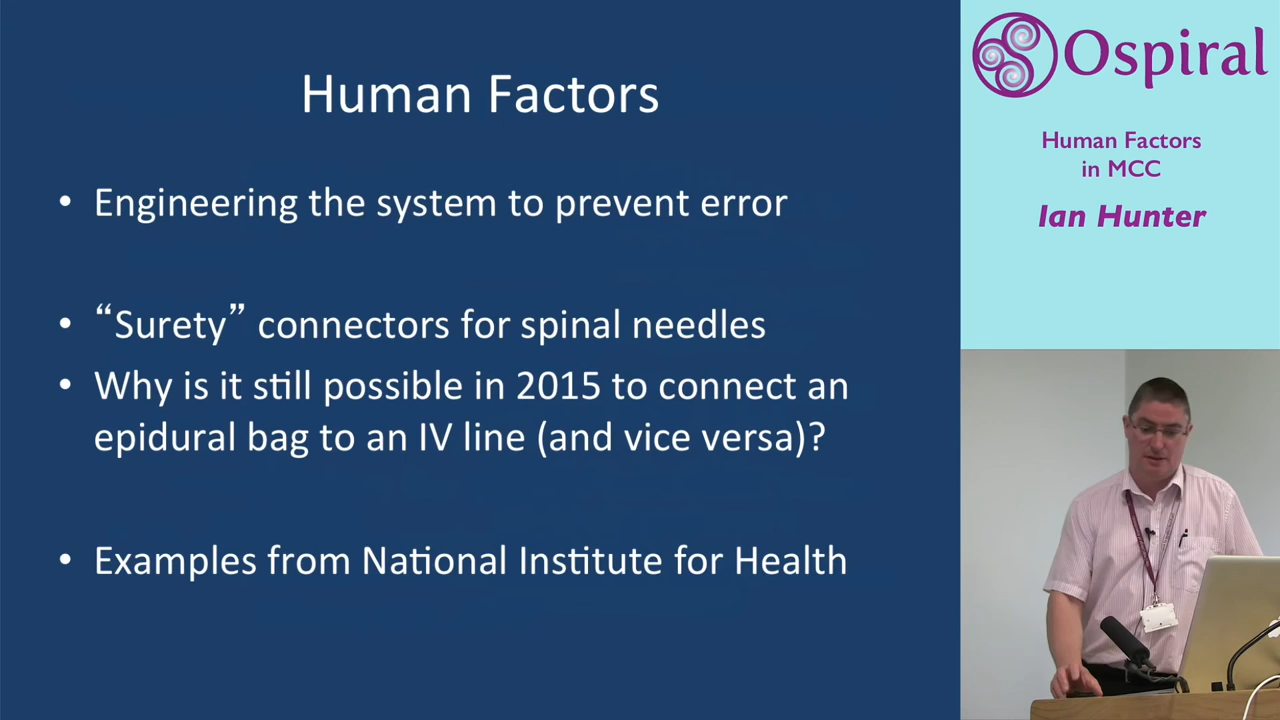 Human Factors
• Engineering the system to prevent error
• “Surety” connectors for spinal needles
• Why is it still possible in 2015 to connect an
epidural bag to an IV line (and vice versa)?
• Examples from National Institute for Health
Ospiral
Human Factors
in MCC
Ian Hunter